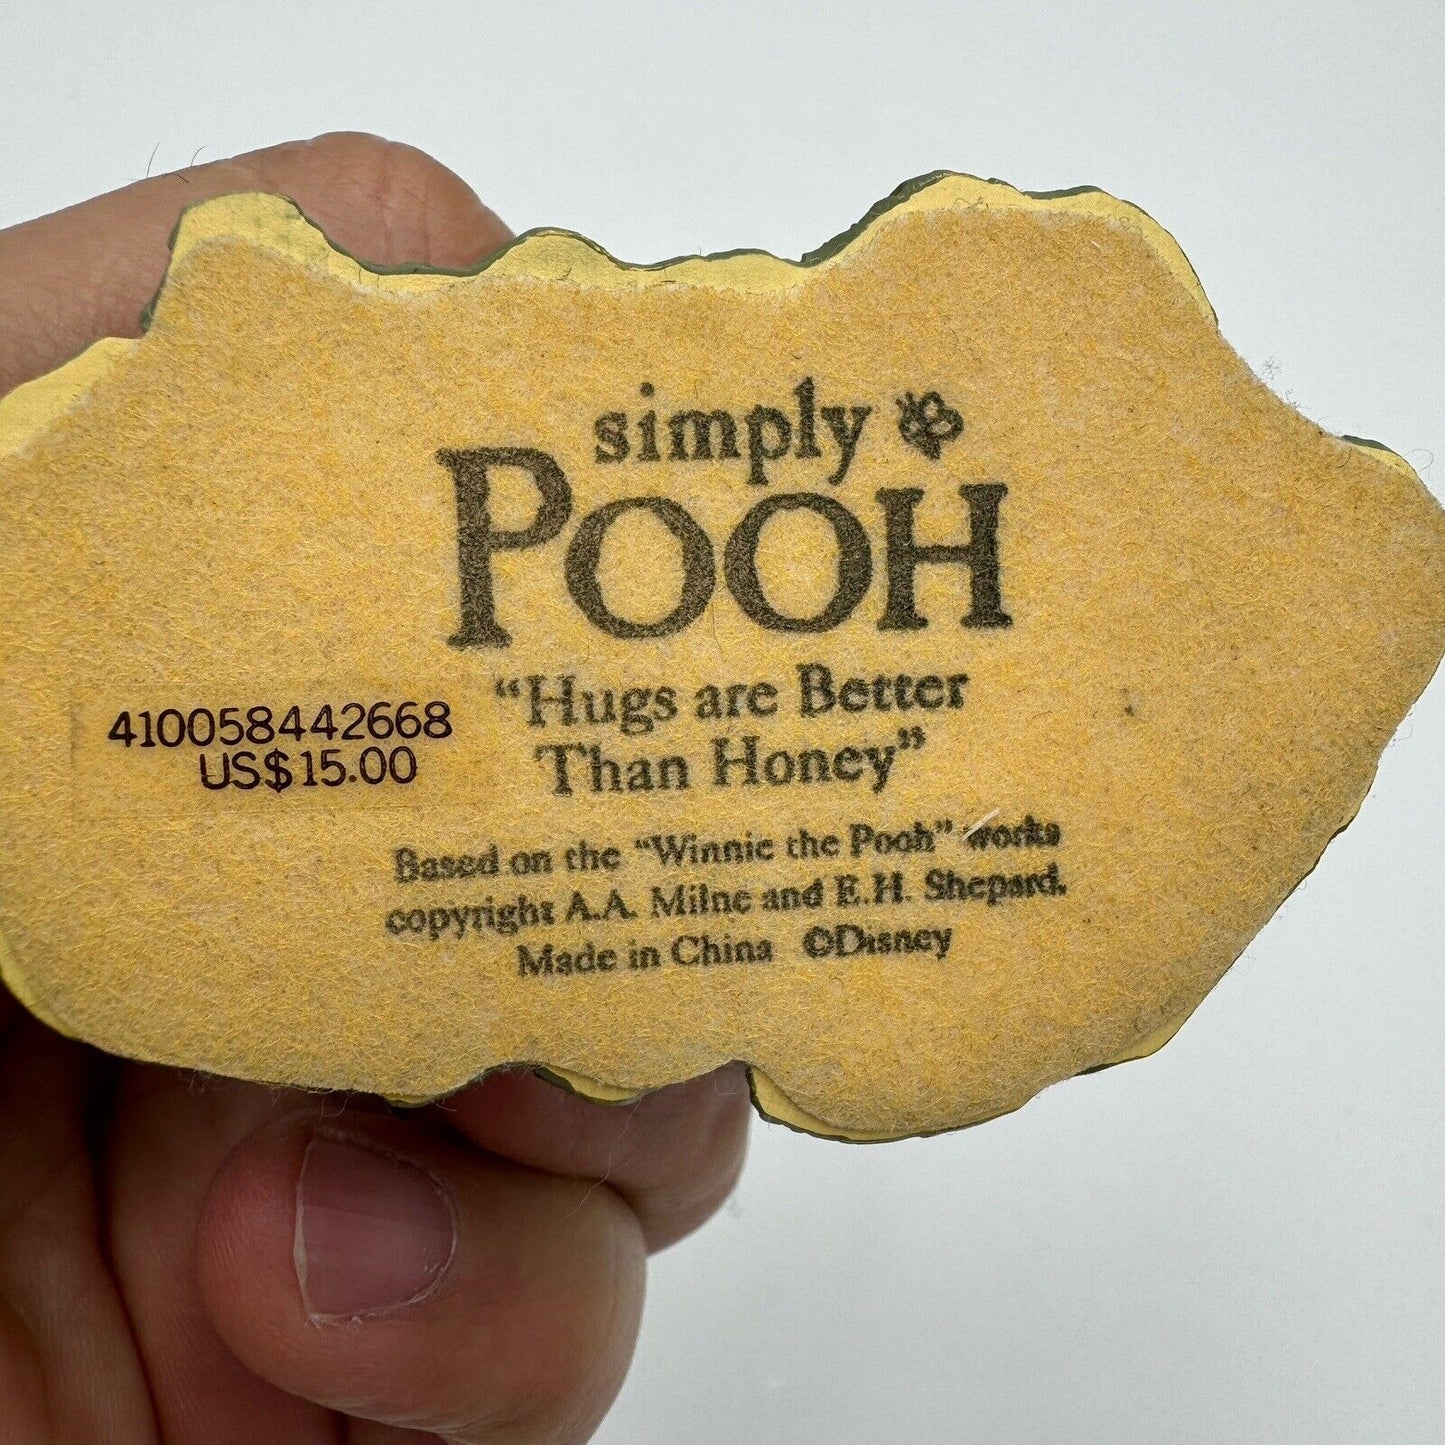 simply
POOH
"Hugs are Better
Than Honey"
410058442668
US$15.00
Based on the "Winnie the Pooh" works
copyright A.A. Milne and E.H. Shepard.
Made in China ©Disney